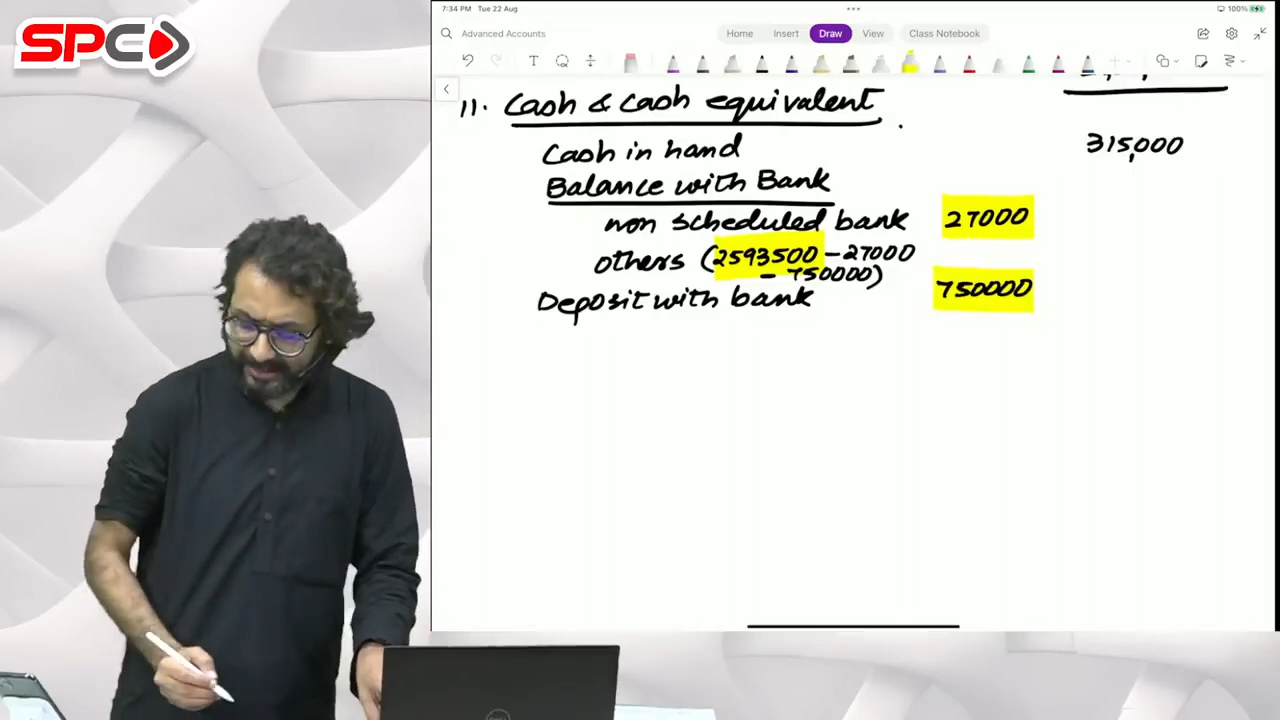 SPC
7:34 PM Tue 22 Aug
100%
Advanced Accounts
Home Insert Draw View Class Notebook
11. Cash & Cash equivalent
Cash in hand 315,000
Balance with Bank
non scheduled bank 27000
others (2593500 - 27000
- 750000)
Deposit with bank 750000